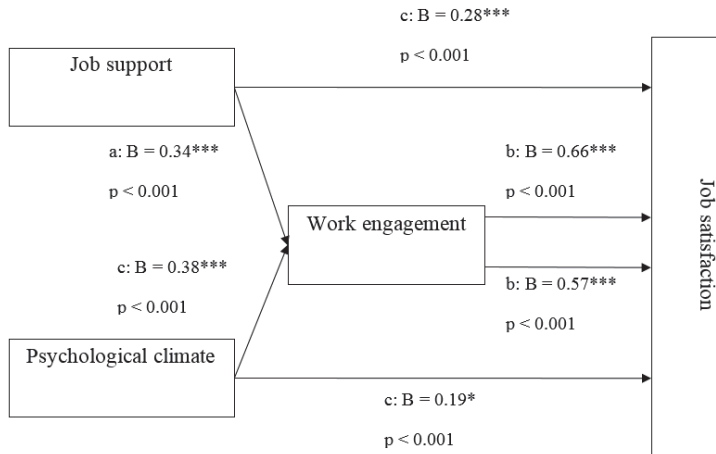 c: B = 0.28***
p < 0.001
Job support
a: B = 0.34***
p < 0.001
b: B = 0.66***
p < 0.001
Work engagement
Job satisfaction
c: B = 0.38***
p < 0.001
b: B = 0.57***
p < 0.001
Psychological climate
c: B = 0.19*
p < 0.001